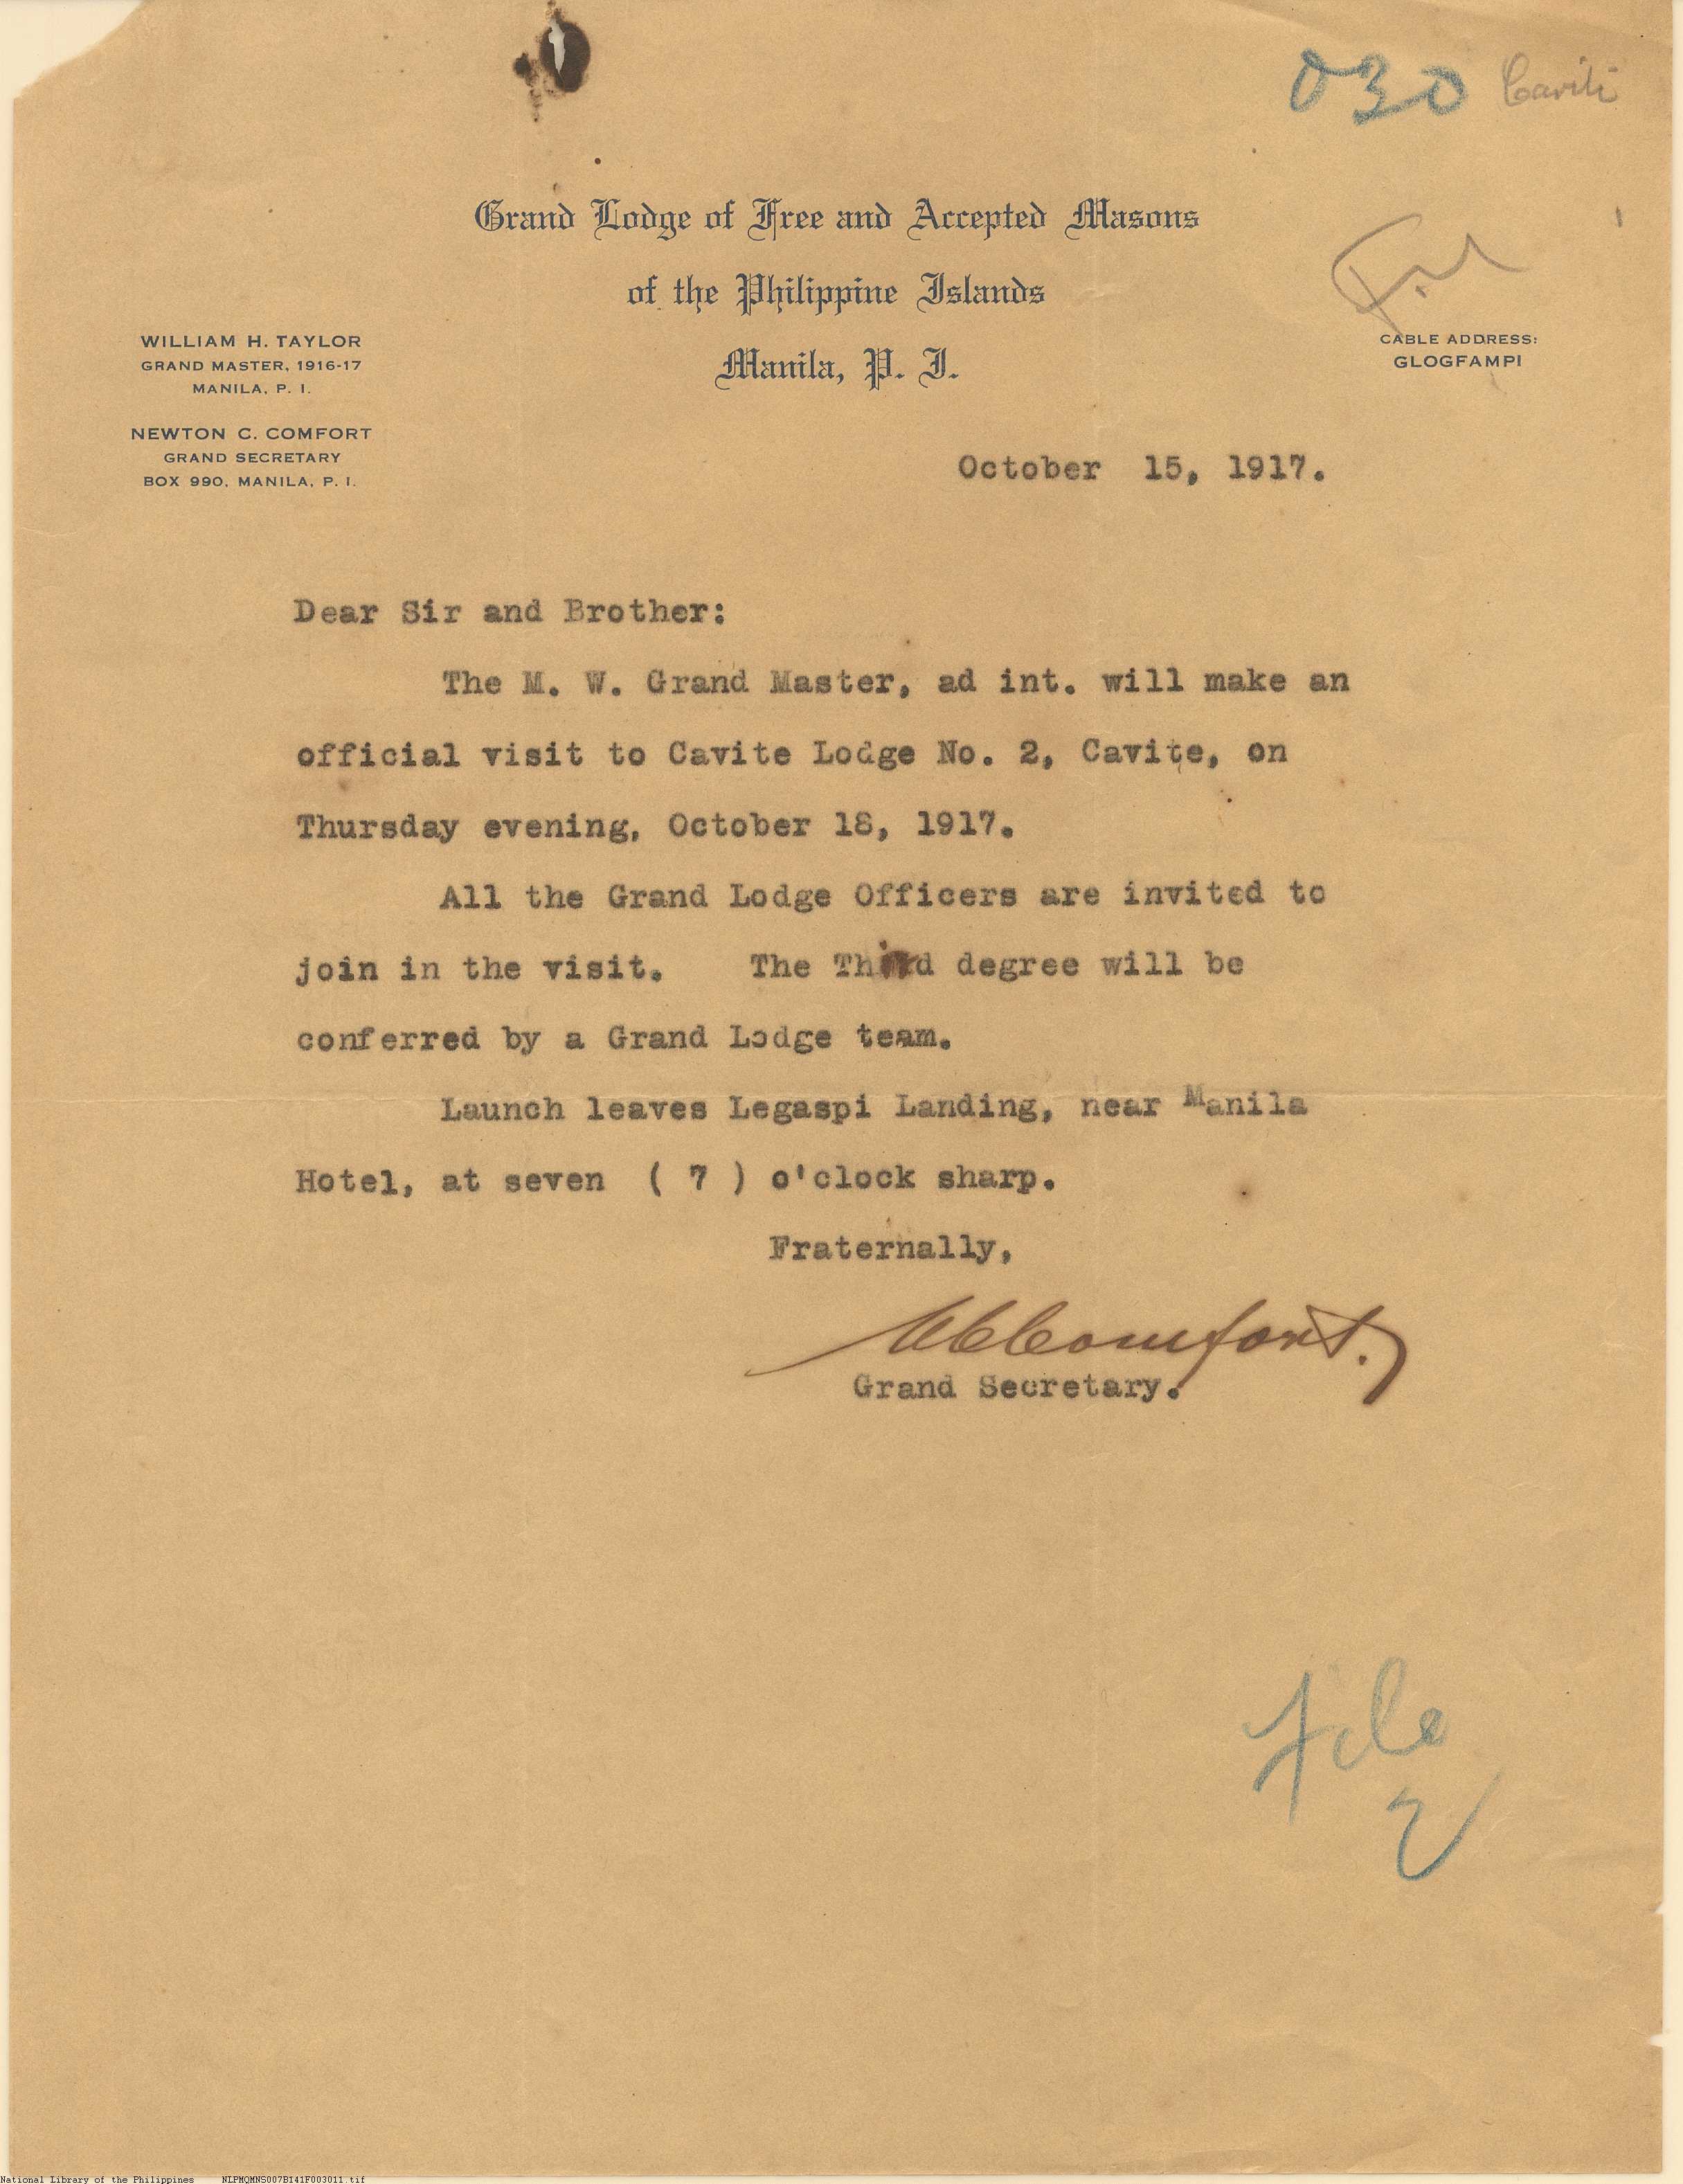 030 Cavite
Grand Lodge of Free and Accepted Masons
of the Philippine Islands
Manila, P. I.
WILLIAM H. TAYLOR
GRAND MASTER, 1916-17
MANILA, P. I.
NEWTON C. COMFORT
GRAND SECRETARY
BOX 990, MANILA, P. I.
CABLE ADDRESS:
GLOGFAMPI
October 15, 1917.
Dear Sir and Brother:
The M. W. Grand Master, ad int. will make an
official visit to Cavite Lodge No. 2, Cavite, on
Thursday evening, October 18, 1917.
All the Grand Lodge Officers are invited to
join in the visit. The Third degree will be
conferred by a Grand Lodge team.
Launch leaves Legaspi Landing, near Manila
Hotel, at seven ( 7 ) o'clock sharp.
Fraternally,
NCComfort.
Grand Secretary.
File
National Library of the Philippines NLPMQMNS007B141F003011.tif